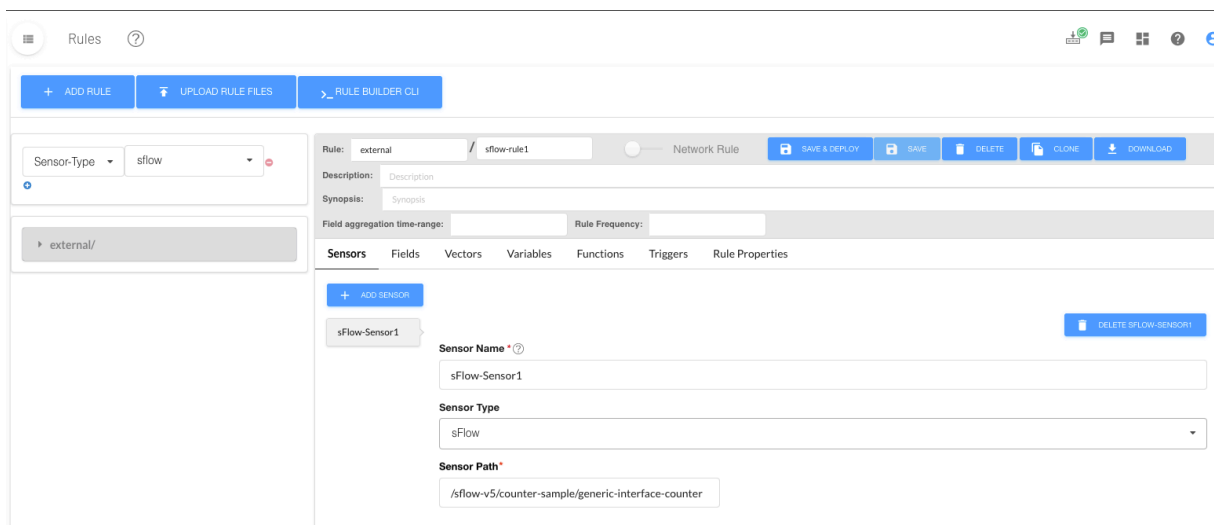 Rules
+ ADD RULE
UPLOAD RULE FILES
>_ RULE BUILDER CLI
Sensor-Type
sflow
external/
Rule: external / sflow-rule1
Network Rule
SAVE & DEPLOY
SAVE
DELETE
CLONE
DOWNLOAD
Description: Description
Synopsis: Synopsis
Field aggregation time-range:
Rule Frequency:
Sensors Fields Vectors Variables Functions Triggers Rule Properties
+ ADD SENSOR
sFlow-Sensor1
DELETE SFLOW-SENSOR1
Sensor Name *
sFlow-Sensor1
Sensor Type
sFlow
Sensor Path*
/sflow-v5/counter-sample/generic-interface-counter